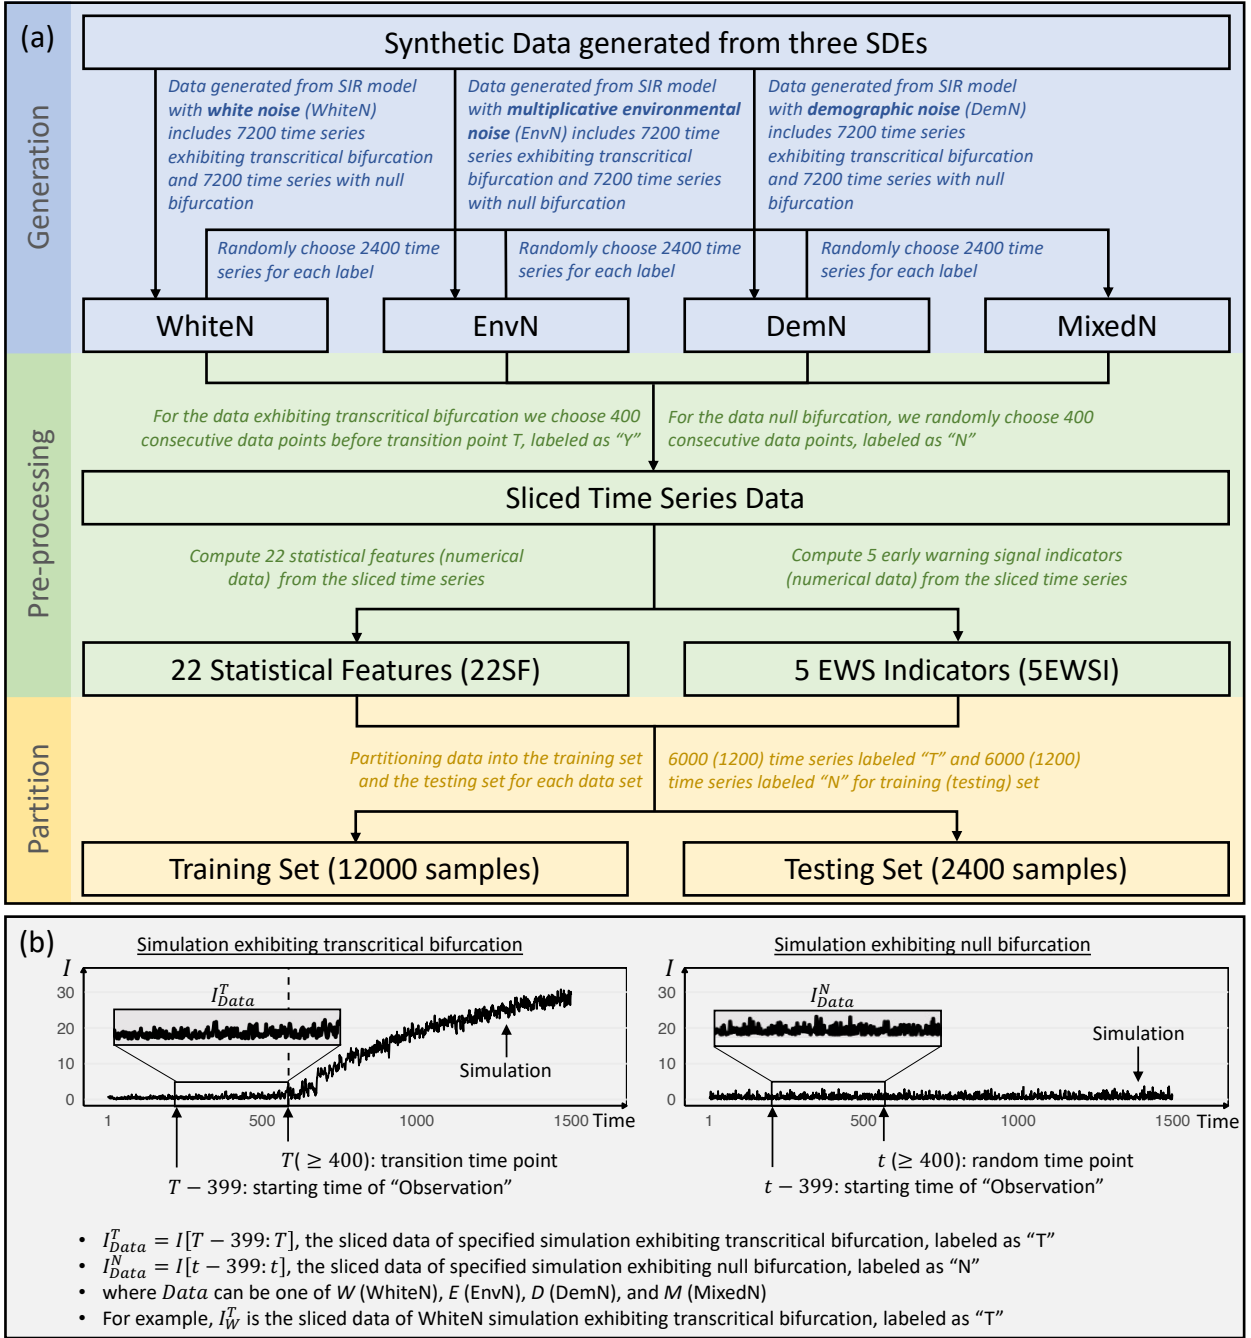 (a)
Synthetic Data generated from three SDEs
Generation
Data generated from SIR model
with white noise (WhiteN)
includes 7200 time series
exhibiting transcritical bifurcation
and 7200 time series with null
bifurcation
Data generated from SIR model
with multiplicative environmental
noise (EnvN) includes 7200 time
series exhibiting transcritical
bifurcation and 7200 time series
with null bifurcation
Data generated from SIR model
with demographic noise (DemN)
includes 7200 time series
exhibiting transcritical bifurcation
and 7200 time series with null
bifurcation
Randomly choose 2400 time
series for each label
Randomly choose 2400 time
series for each label
Randomly choose 2400 time
series for each label
WhiteN
EnvN
DemN
MixedN
Pre-processing
For the data exhibiting transcritical bifurcation we choose 400
consecutive data points before transition point T, labeled as “Y”
For the data null bifurcation, we randomly choose 400
consecutive data points, labeled as “N”
Sliced Time Series Data
Compute 22 statistical features (numerical
data) from the sliced time series
Compute 5 early warning signal indicators
(numerical data) from the sliced time series
22 Statistical Features (22SF)
5 EWS Indicators (5EWSI)
Partition
Partitioning data into the training set
and the testing set for each data set
6000 (1200) time series labeled “T” and 6000 (1200)
time series labeled “N” for training (testing) set
Training Set (12000 samples)
Testing Set (2400 samples)
(b)
Simulation exhibiting transcritical bifurcation
I
30
20
10
0
I^T_Data
Simulation
1
500
1000
1500
Time
T( ≥ 400): transition time point
T − 399: starting time of “Observation”
Simulation exhibiting null bifurcation
I
30
20
10
0
I^N_Data
Simulation
1
500
1000
1500
Time
t (≥ 400): random time point
t − 399: starting time of “Observation”
• I^T_Data = I[T − 399: T], the sliced data of specified simulation exhibiting transcritical bifurcation, labeled as “T”
• I^N_Data = I[t − 399: t], the sliced data of specified simulation exhibiting null bifurcation, labeled as “N”
• where Data can be one of W (WhiteN), E (EnvN), D (DemN), and M (MixedN)
• For example, I^T_W is the sliced data of WhiteN simulation exhibiting transcritical bifurcation, labeled as “T”